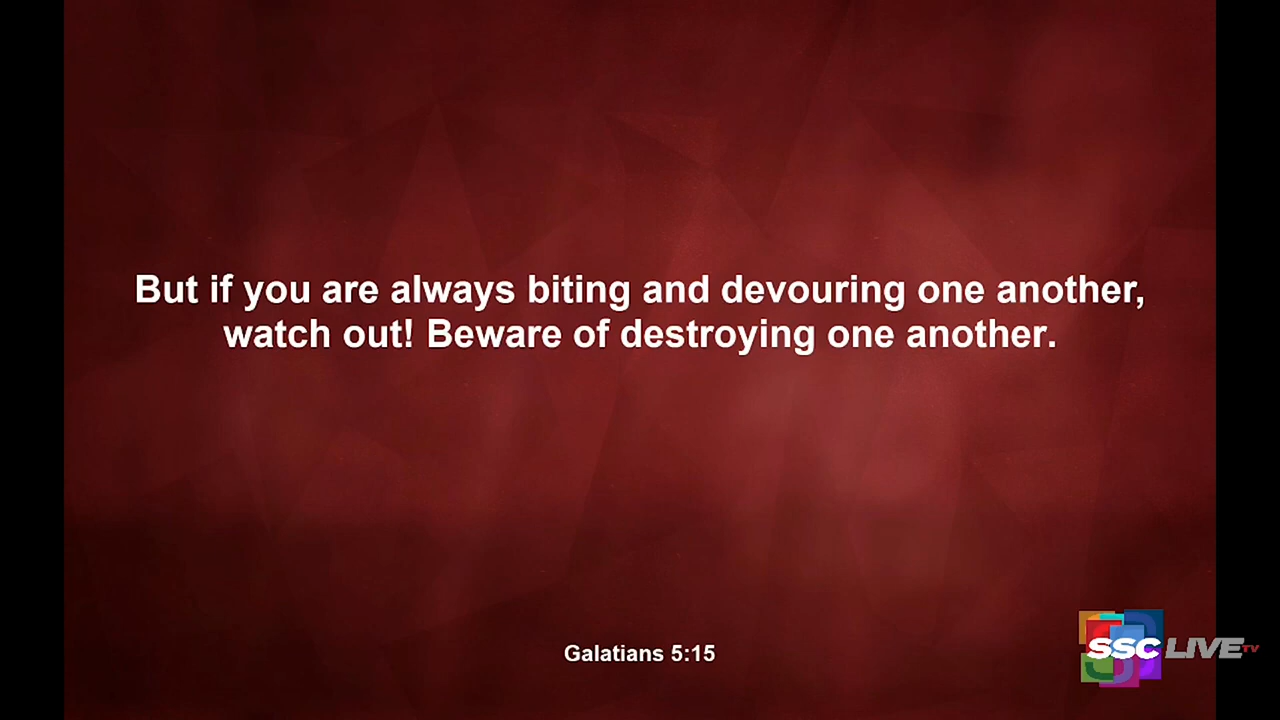 But if you are always biting and devouring one another,
watch out! Beware of destroying one another.
Galatians 5:15
SSC LIVE TV